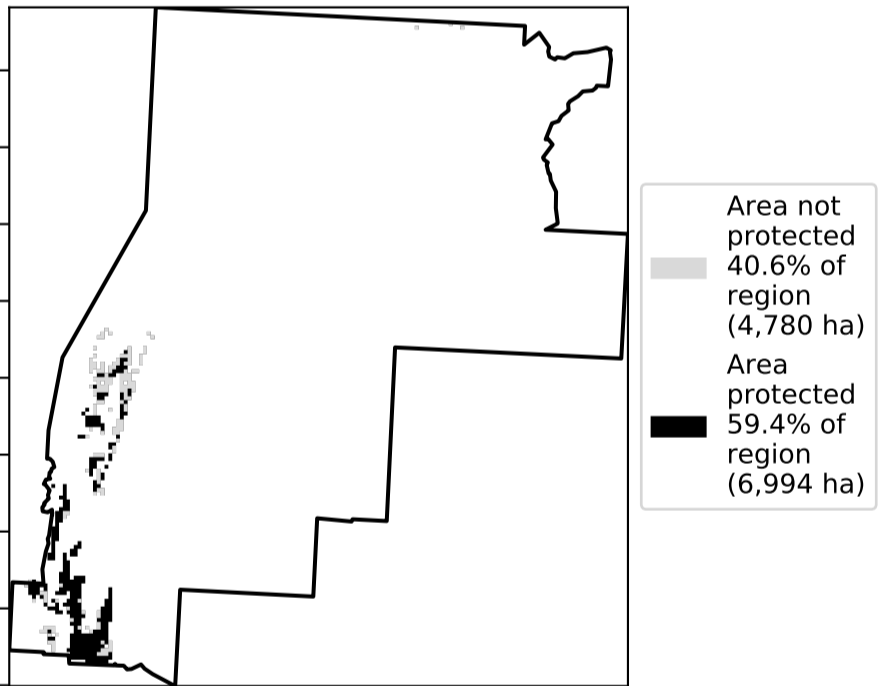 Area not
protected
40.6% of
region
(4,780 ha)
Area
protected
59.4% of
region
(6,994 ha)